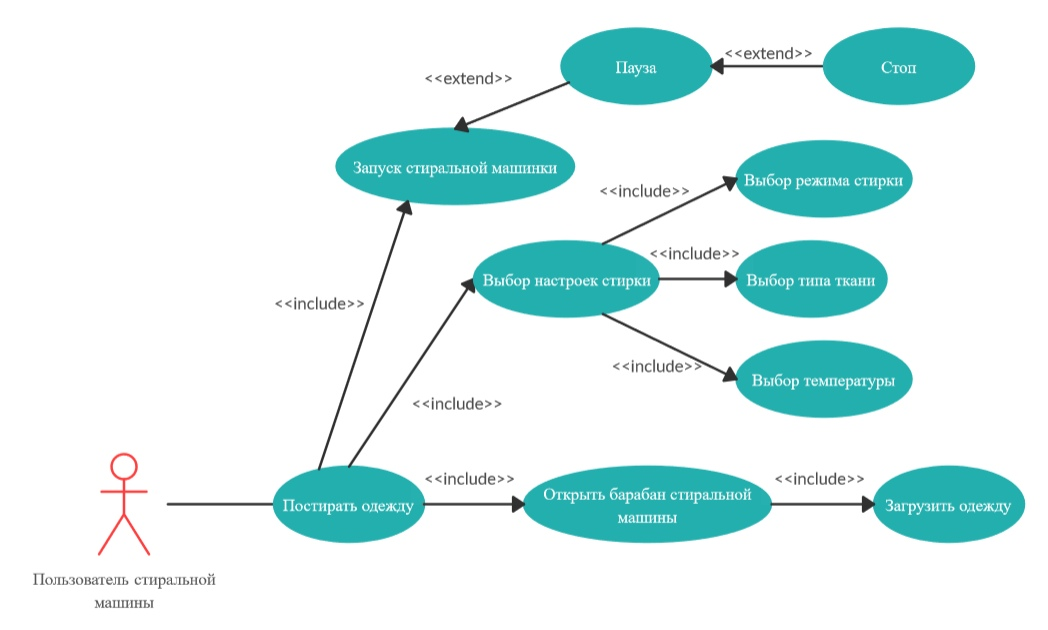 <<extend>>
Пауза
Стоп
<<extend>>
Запуск стиральной машинки
<<include>>
Выбор режима стирки
<<include>>
Выбор настроек стирки
Выбор типа ткани
<<include>>
<<include>>
Выбор температуры
<<include>>
<<include>>
<<include>>
Постирать одежду
Открыть барабан стиральной
машины
Загрузить одежду
Пользователь стиральной
машины